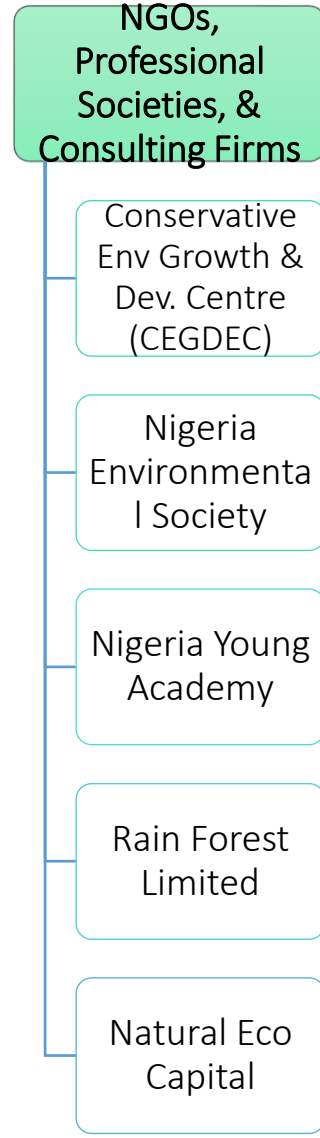 NGOs,
Professional
Societies, &
Consulting Firms
Conservative
Env Growth &
Dev. Centre
(CEGDEC)
Nigeria
Environmenta
l Society
Nigeria Young
Academy
Rain Forest
Limited
Natural Eco
Capital